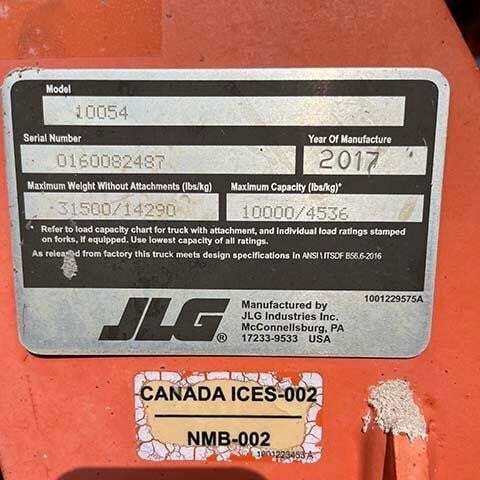 Model
10054
Serial Number Year Of Manufacture
0160082487 2017
Maximum Weight Without Attachments (lbs/kg) Maximum Capacity (lbs/kg)*
31500/14290 10000/4536
Refer to load capacity chart for truck with attachment, and individual load ratings stamped
on forks, if equipped. Use lowest capacity of all ratings.
As released from factory this truck meets design specifications in ANSI \ ITSDF B56.6-2016
JLG®
Manufactured by
JLG Industries Inc.
McConnellsburg, PA
17233-9533 USA
1001229575A
CANADA ICES-002
NMB-002
1001223453 A